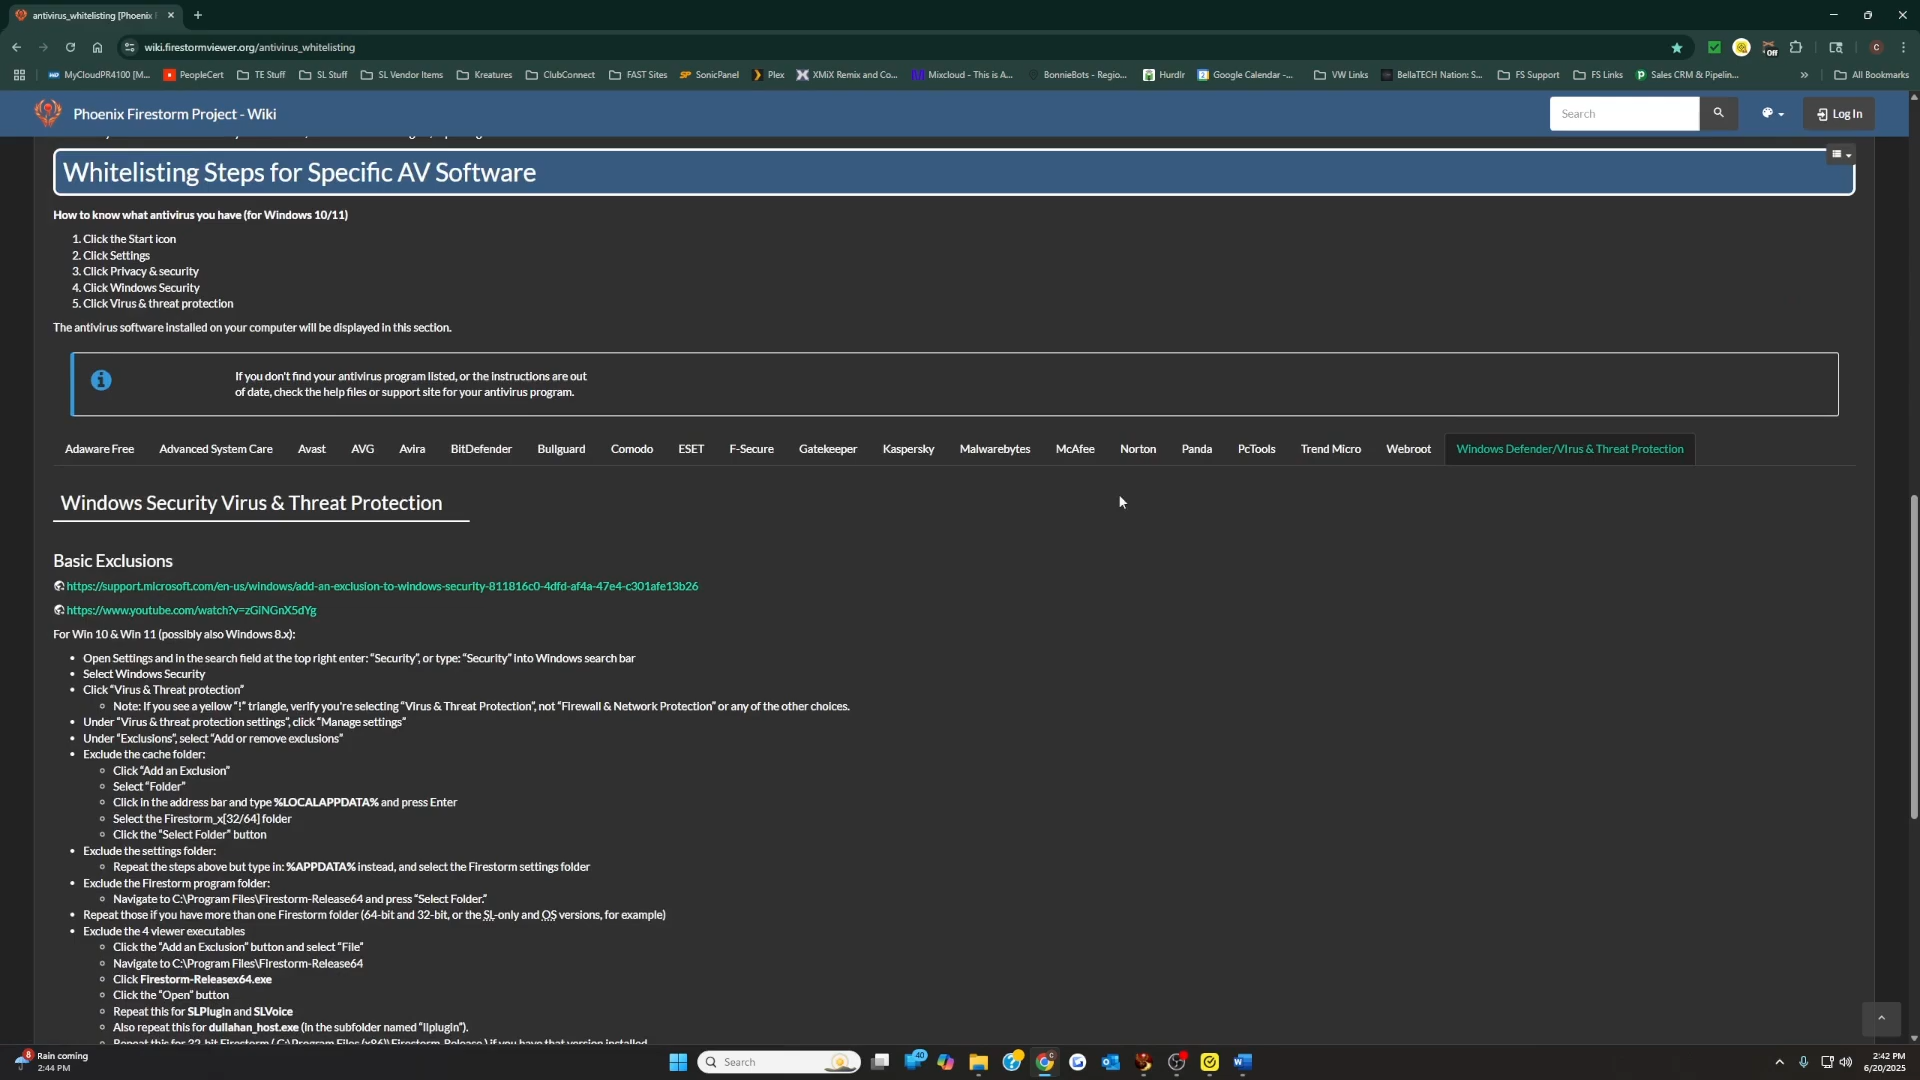 antivirus_whitelisting [Phoenix F
wiki.firestormviewer.org/antivirus_whitelisting
Off
C
MyCloudPR4100 [M...
PeopleCert
TE Stuff
SL Stuff
SL Vendor Items
Kreatures
ClubConnect
FAST Sites
SonicPanel
Plex
XMiX Remix and Co...
Mixcloud - This is A...
BonnieBots - Regio...
Hurdlr
Google Calendar -...
VW Links
BellaTECH Nation: S...
FS Support
FS Links
Sales CRM & Pipelin...
All Bookmarks
Phoenix Firestorm Project - Wiki
Search
Log In
Whitelisting Steps for Specific AV Software
How to know what antivirus you have (for Windows 10/11)
1. Click the Start icon
2. Click Settings
3. Click Privacy & security
4. Click Windows Security
5. Click Virus & threat protection
The antivirus software installed on your computer will be displayed in this section.
If you don't find your antivirus program listed, or the instructions are out
of date, check the help files or support site for your antivirus program.
Adaware Free
Advanced System Care
Avast
AVG
Avira
BitDefender
Bullguard
Comodo
ESET
F-Secure
Gatekeeper
Kaspersky
Malwarebytes
McAfee
Norton
Panda
PcTools
Trend Micro
Webroot
Windows Defender/VIrus & Threat Protection
Windows Security Virus & Threat Protection
Basic Exclusions
https://support.microsoft.com/en-us/windows/add-an-exclusion-to-windows-security-811816c0-4dfd-af4a-47e4-c301afe13b26
https://www.youtube.com/watch?v=zGiNGnX5dYg
For Win 10 & Win 11 (possibly also Windows 8.x):
• Open Settings and in the search field at the top right enter: “Security”, or type: “Security” into Windows search bar
• Select Windows Security
• Click “Virus & Threat protection”
◦ Note: If you see a yellow “!” triangle, verify you're selecting “Virus & Threat Protection”, not “Firewall & Network Protection” or any of the other choices.
• Under “Virus & threat protection settings”, click “Manage settings”
• Under “Exclusions”, select “Add or remove exclusions”
• Exclude the cache folder:
◦ Click “Add an Exclusion”
◦ Select “Folder”
◦ Click in the address bar and type %LOCALAPPDATA% and press Enter
◦ Select the Firestorm_x[32/64] folder
◦ Click the “Select Folder” button
• Exclude the settings folder:
◦ Repeat the steps above but type in: %APPDATA% instead, and select the Firestorm settings folder
• Exclude the Firestorm program folder:
◦ Navigate to C:\Program Files\Firestorm-Release64 and press “Select Folder.”
• Repeat those if you have more than one Firestorm folder (64-bit and 32-bit, or the SL-only and OS versions, for example)
• Exclude the 4 viewer executables
◦ Click the “Add an Exclusion” button and select “File”
◦ Navigate to C:\Program Files\Firestorm-Release64
◦ Click Firestorm-Releasex64.exe
◦ Click the “Open” button
◦ Repeat this for SLPlugin and SLVoice
◦ Also repeat this for dullahan_host.exe (in the subfolder named “llplugin”).
◦ Repeat this for 32-bit Firestorm ( C:\Program Files (x86)\Firestorm-Release ) if you have that version installed
8
Rain coming
2:44 PM
Search
40
2:42 PM
6/20/2025